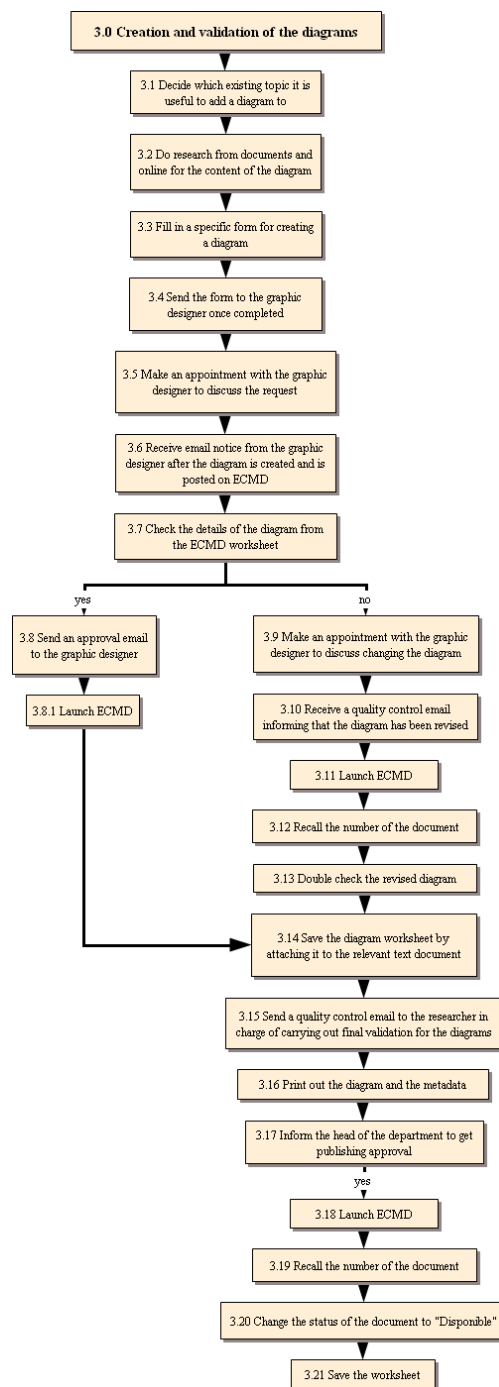 3.0 Creation and validation of the diagrams
3.1 Decide which existing topic it is
useful to add a diagram to
3.2 Do research from documents and
online for the content of the diagram
3.3 Fill in a specific form for creating
a diagram
3.4 Send the form to the graphic
designer once completed
3.5 Make an appointment with the graphic
designer to discuss the request
3.6 Receive email notice from the graphic
designer after the diagram is created and is
posted on ECMD
3.7 Check the details of the diagram from
the ECMD worksheet
yes
3.8 Send an approval email
to the graphic designer
3.8.1 Launch ECMD
no
3.9 Make an appointment with the graphic
designer to discuss changing the diagram
3.10 Receive a quality control email
informing that the diagram has been revised
3.11 Launch ECMD
3.12 Recall the number of the document
3.13 Double check the revised diagram
3.14 Save the diagram worksheet by
attaching it to the relevant text document
3.15 Send a quality control email to the researcher in
charge of carrying out final validation for the diagrams
3.16 Print out the diagram and the metadata
3.17 Inform the head of the department to get
publishing approval
yes
3.18 Launch ECMD
3.19 Recall the number of the document
3.20 Change the status of the document to "Disponible"
3.21 Save the worksheet